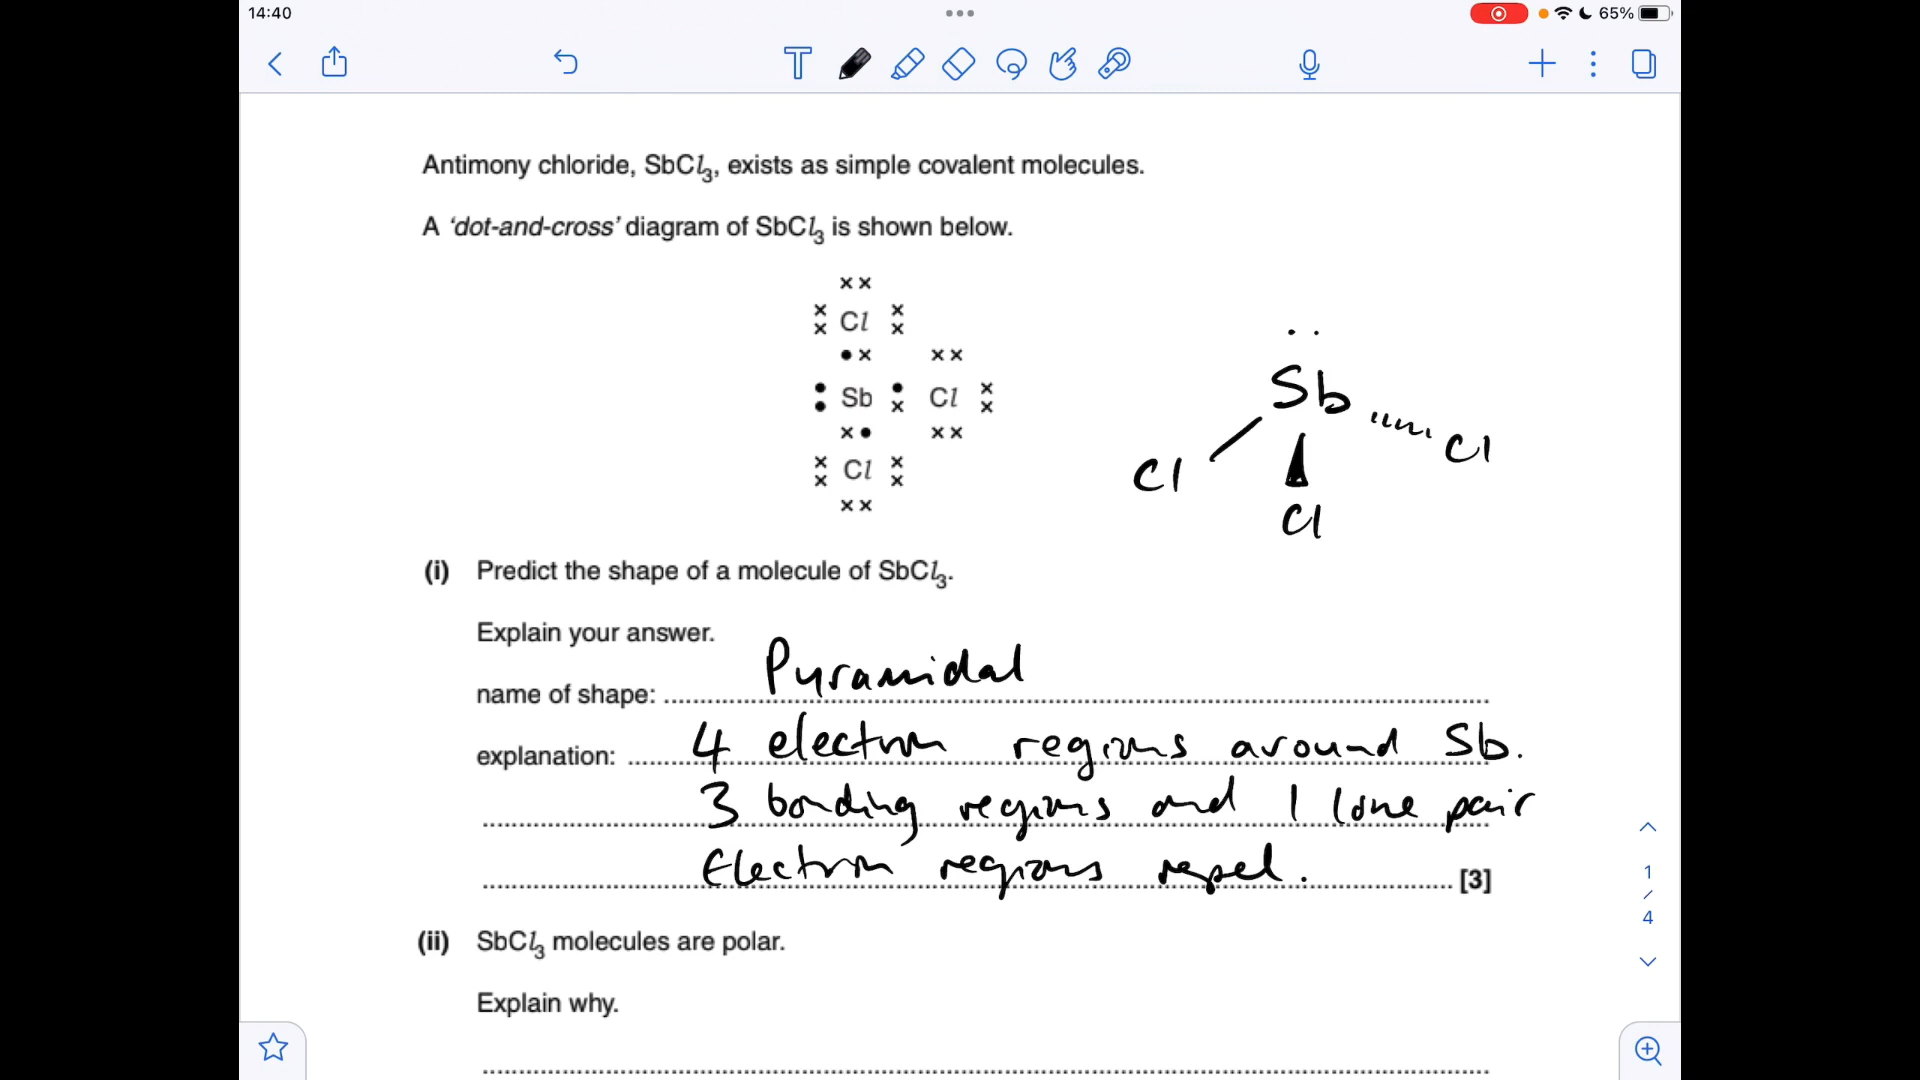 14:40
65%
Antimony chloride, SbCl₃, exists as simple covalent molecules.
A ‘dot-and-cross’ diagram of SbCl₃ is shown below.
××
× Cl ×
× ×
•× ××
• Sb • Cl ×
• × ×
ו ××
× Cl ×
× ×
××
··
Sb
Cl
Cl
Cl
(i) Predict the shape of a molecule of SbCl₃.
Explain your answer.
name of shape: Pyramidal
explanation: 4 electron regions around Sb.
3 bonding regions and 1 lone pair
Electron regions repel. [3]
(ii) SbCl₃ molecules are polar.
Explain why.
1
/
4